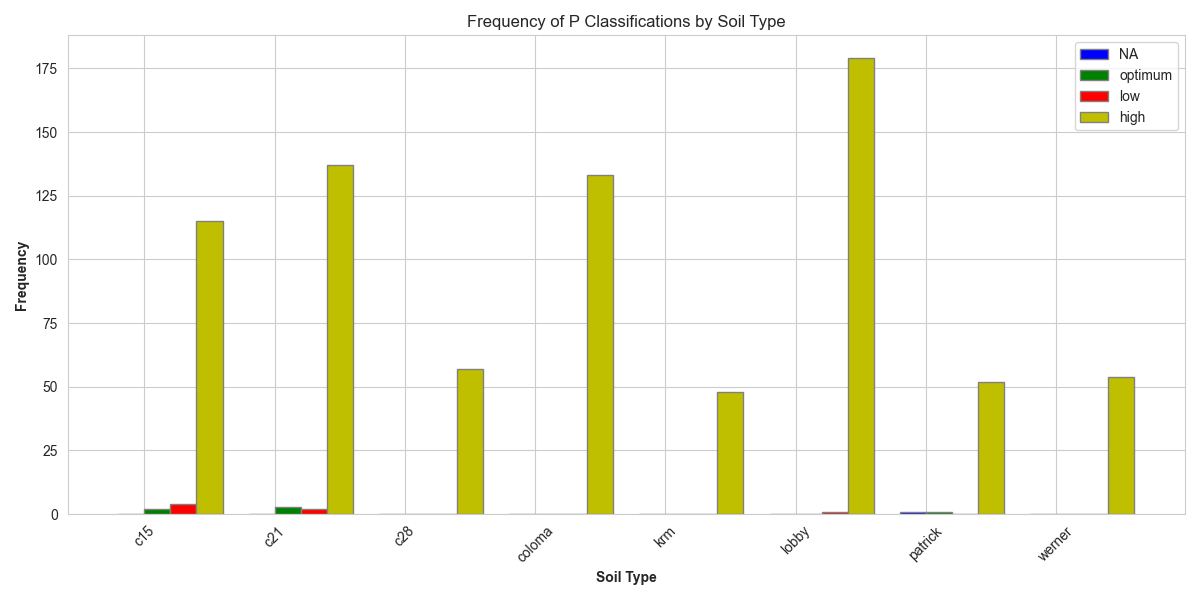 Frequency of P Classifications by Soil Type
NA
optimum
low
high
Frequency
175
150
125
100
75
50
25
0
c15
c21
c28
coloma
krm
lobby
patrick
werner
Soil Type